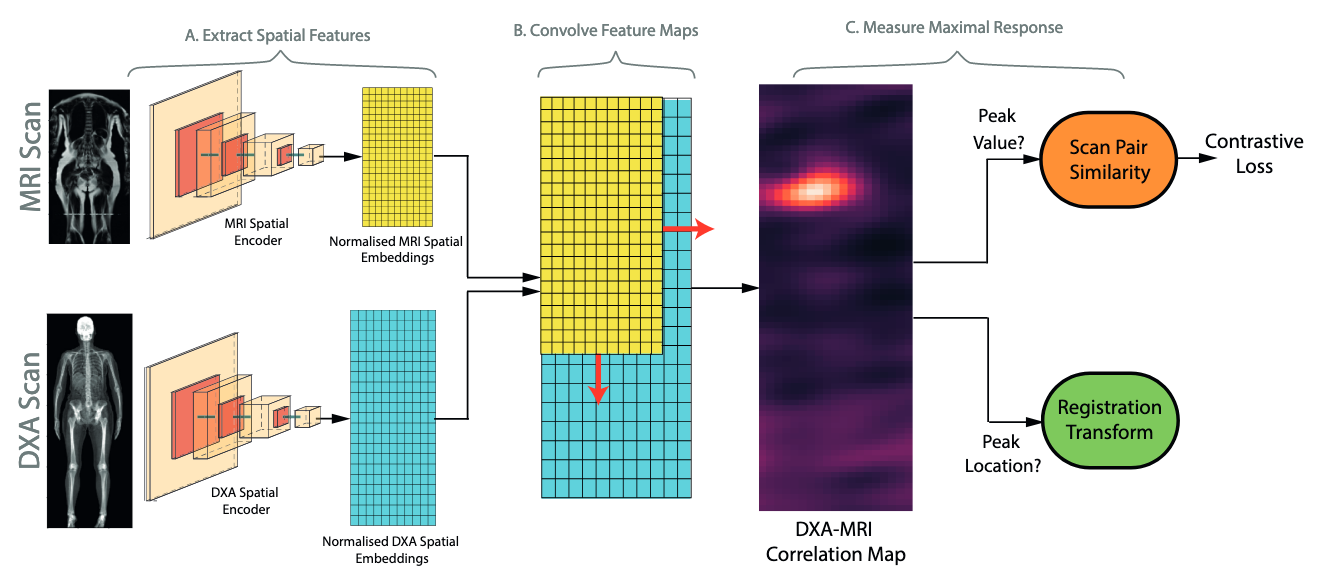 A. Extract Spatial Features
B. Convolve Feature Maps
C. Measure Maximal Response
MRI Scan
MRI Spatial
Encoder
Normalised MRI Spatial
Embeddings
DXA Scan
DXA Spatial
Encoder
Normalised DXA Spatial
Embeddings
DXA-MRI
Correlation Map
Peak
Value?
Scan Pair
Similarity
Contrastive
Loss
Peak
Location?
Registration
Transform